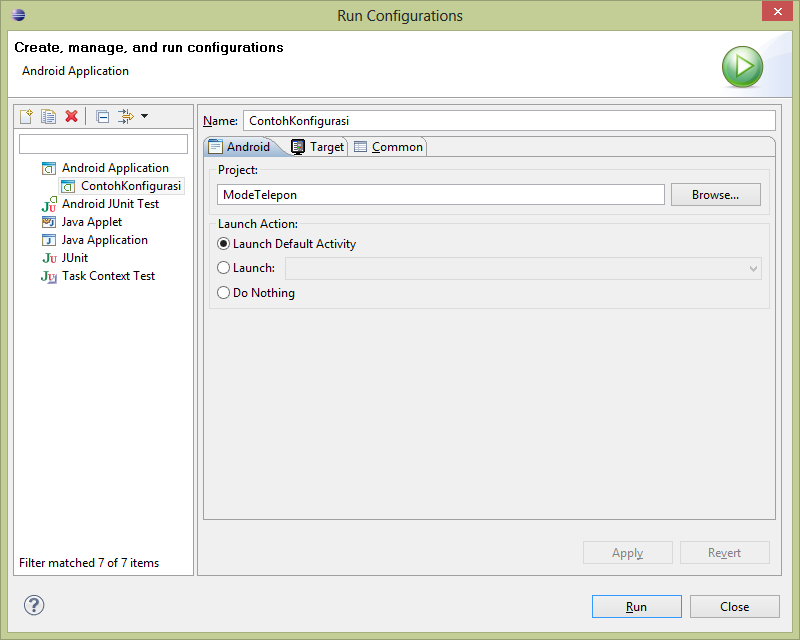 Run Configurations
Create, manage, and run configurations
Android Application
Name: ContohKonfigurasi
Android Target Common
Android Application
ContohKonfigurasi
Android JUnit Test
Java Applet
Java Application
JUnit
Task Context Test
Filter matched 7 of 7 items
Project:
ModeTelepon Browse...
Launch Action:
Launch Default Activity
Launch:
Do Nothing
Apply Revert
Run Close